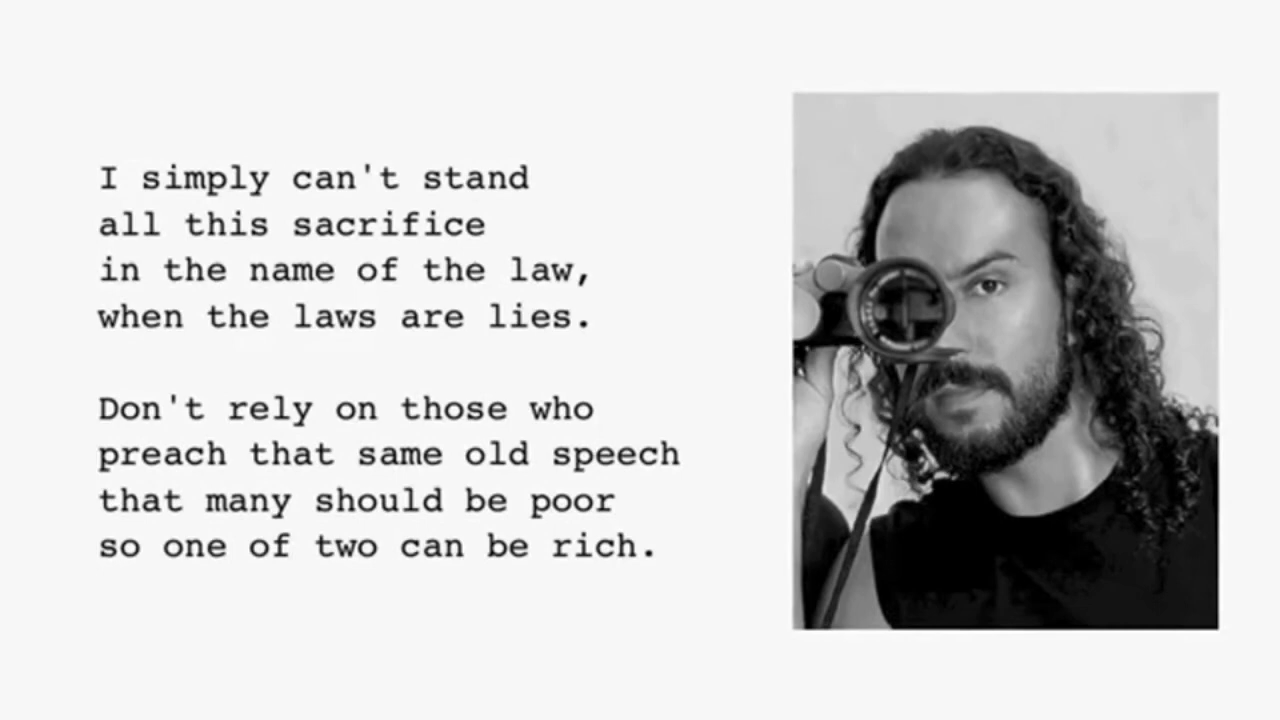 I simply can't stand
all this sacrifice
in the name of the law,
when the laws are lies.
Don't rely on those who
preach that same old speech
that many should be poor
so one of two can be rich.